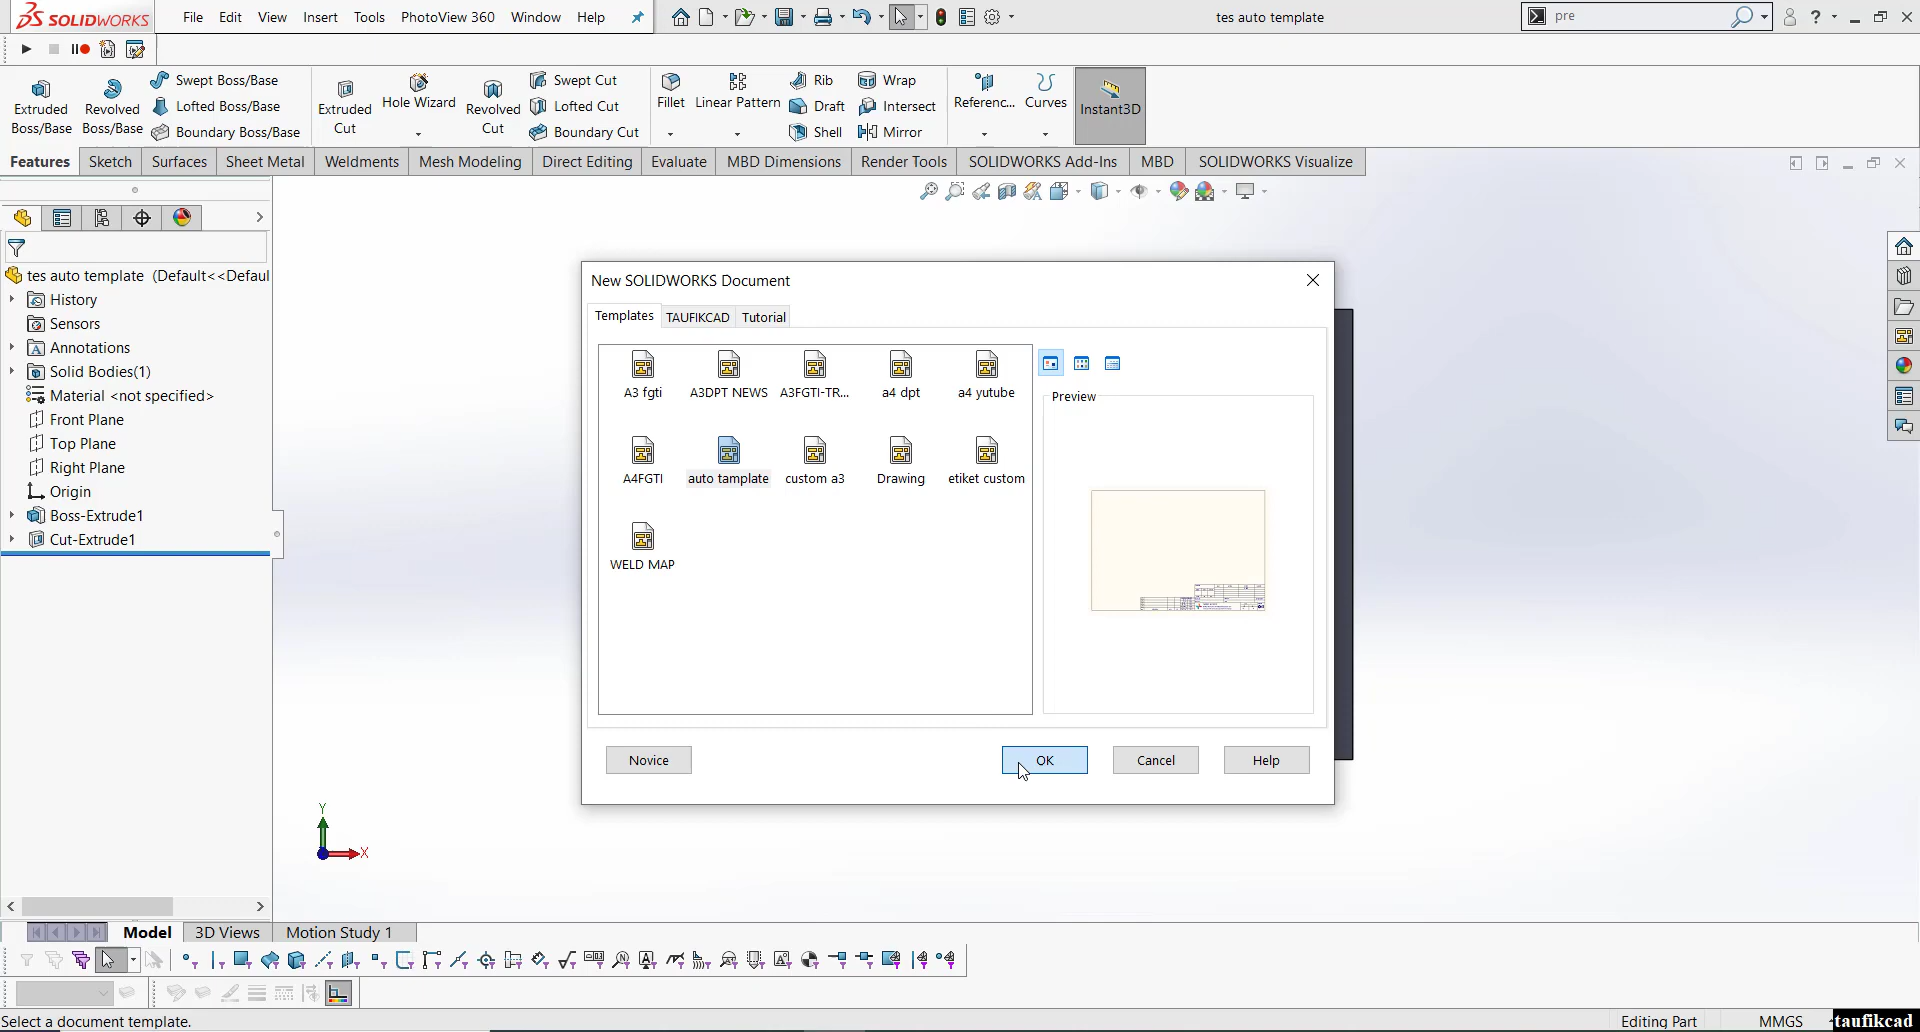 SOLIDWORKS File Edit View Insert Tools PhotoView 360 Window Help tes auto template pre
Swept Boss/Base
Lofted Boss/Base
Boundary Boss/Base
Extruded Boss/Base
Revolved Boss/Base
Extruded Cut
Hole Wizard
Revolved Cut
Swept Cut
Lofted Cut
Boundary Cut
Fillet
Linear Pattern
Rib
Draft
Shell
Wrap
Intersect
Mirror
Referenc...
Curves
Instant3D
Features Sketch Surfaces Sheet Metal Weldments Mesh Modeling Direct Editing Evaluate MBD Dimensions Render Tools SOLIDWORKS Add-Ins MBD SOLIDWORKS Visualize
tes auto template (Default<<Defaul
History
Sensors
Annotations
Solid Bodies(1)
Material <not specified>
Front Plane
Top Plane
Right Plane
Origin
Boss-Extrude1
Cut-Extrude1
New SOLIDWORKS Document
Templates TAUFIKCAD Tutorial
A3 fgti A3DPT NEWS A3FGTI-TR... a4 dpt a4 yutube
A4FGTI auto tamplate custom a3 Drawing etiket custom
WELD MAP
Preview
Novice OK Cancel Help
Y
X
Model 3D Views Motion Study 1
Select a document template. Editing Part MMGS taufikcad